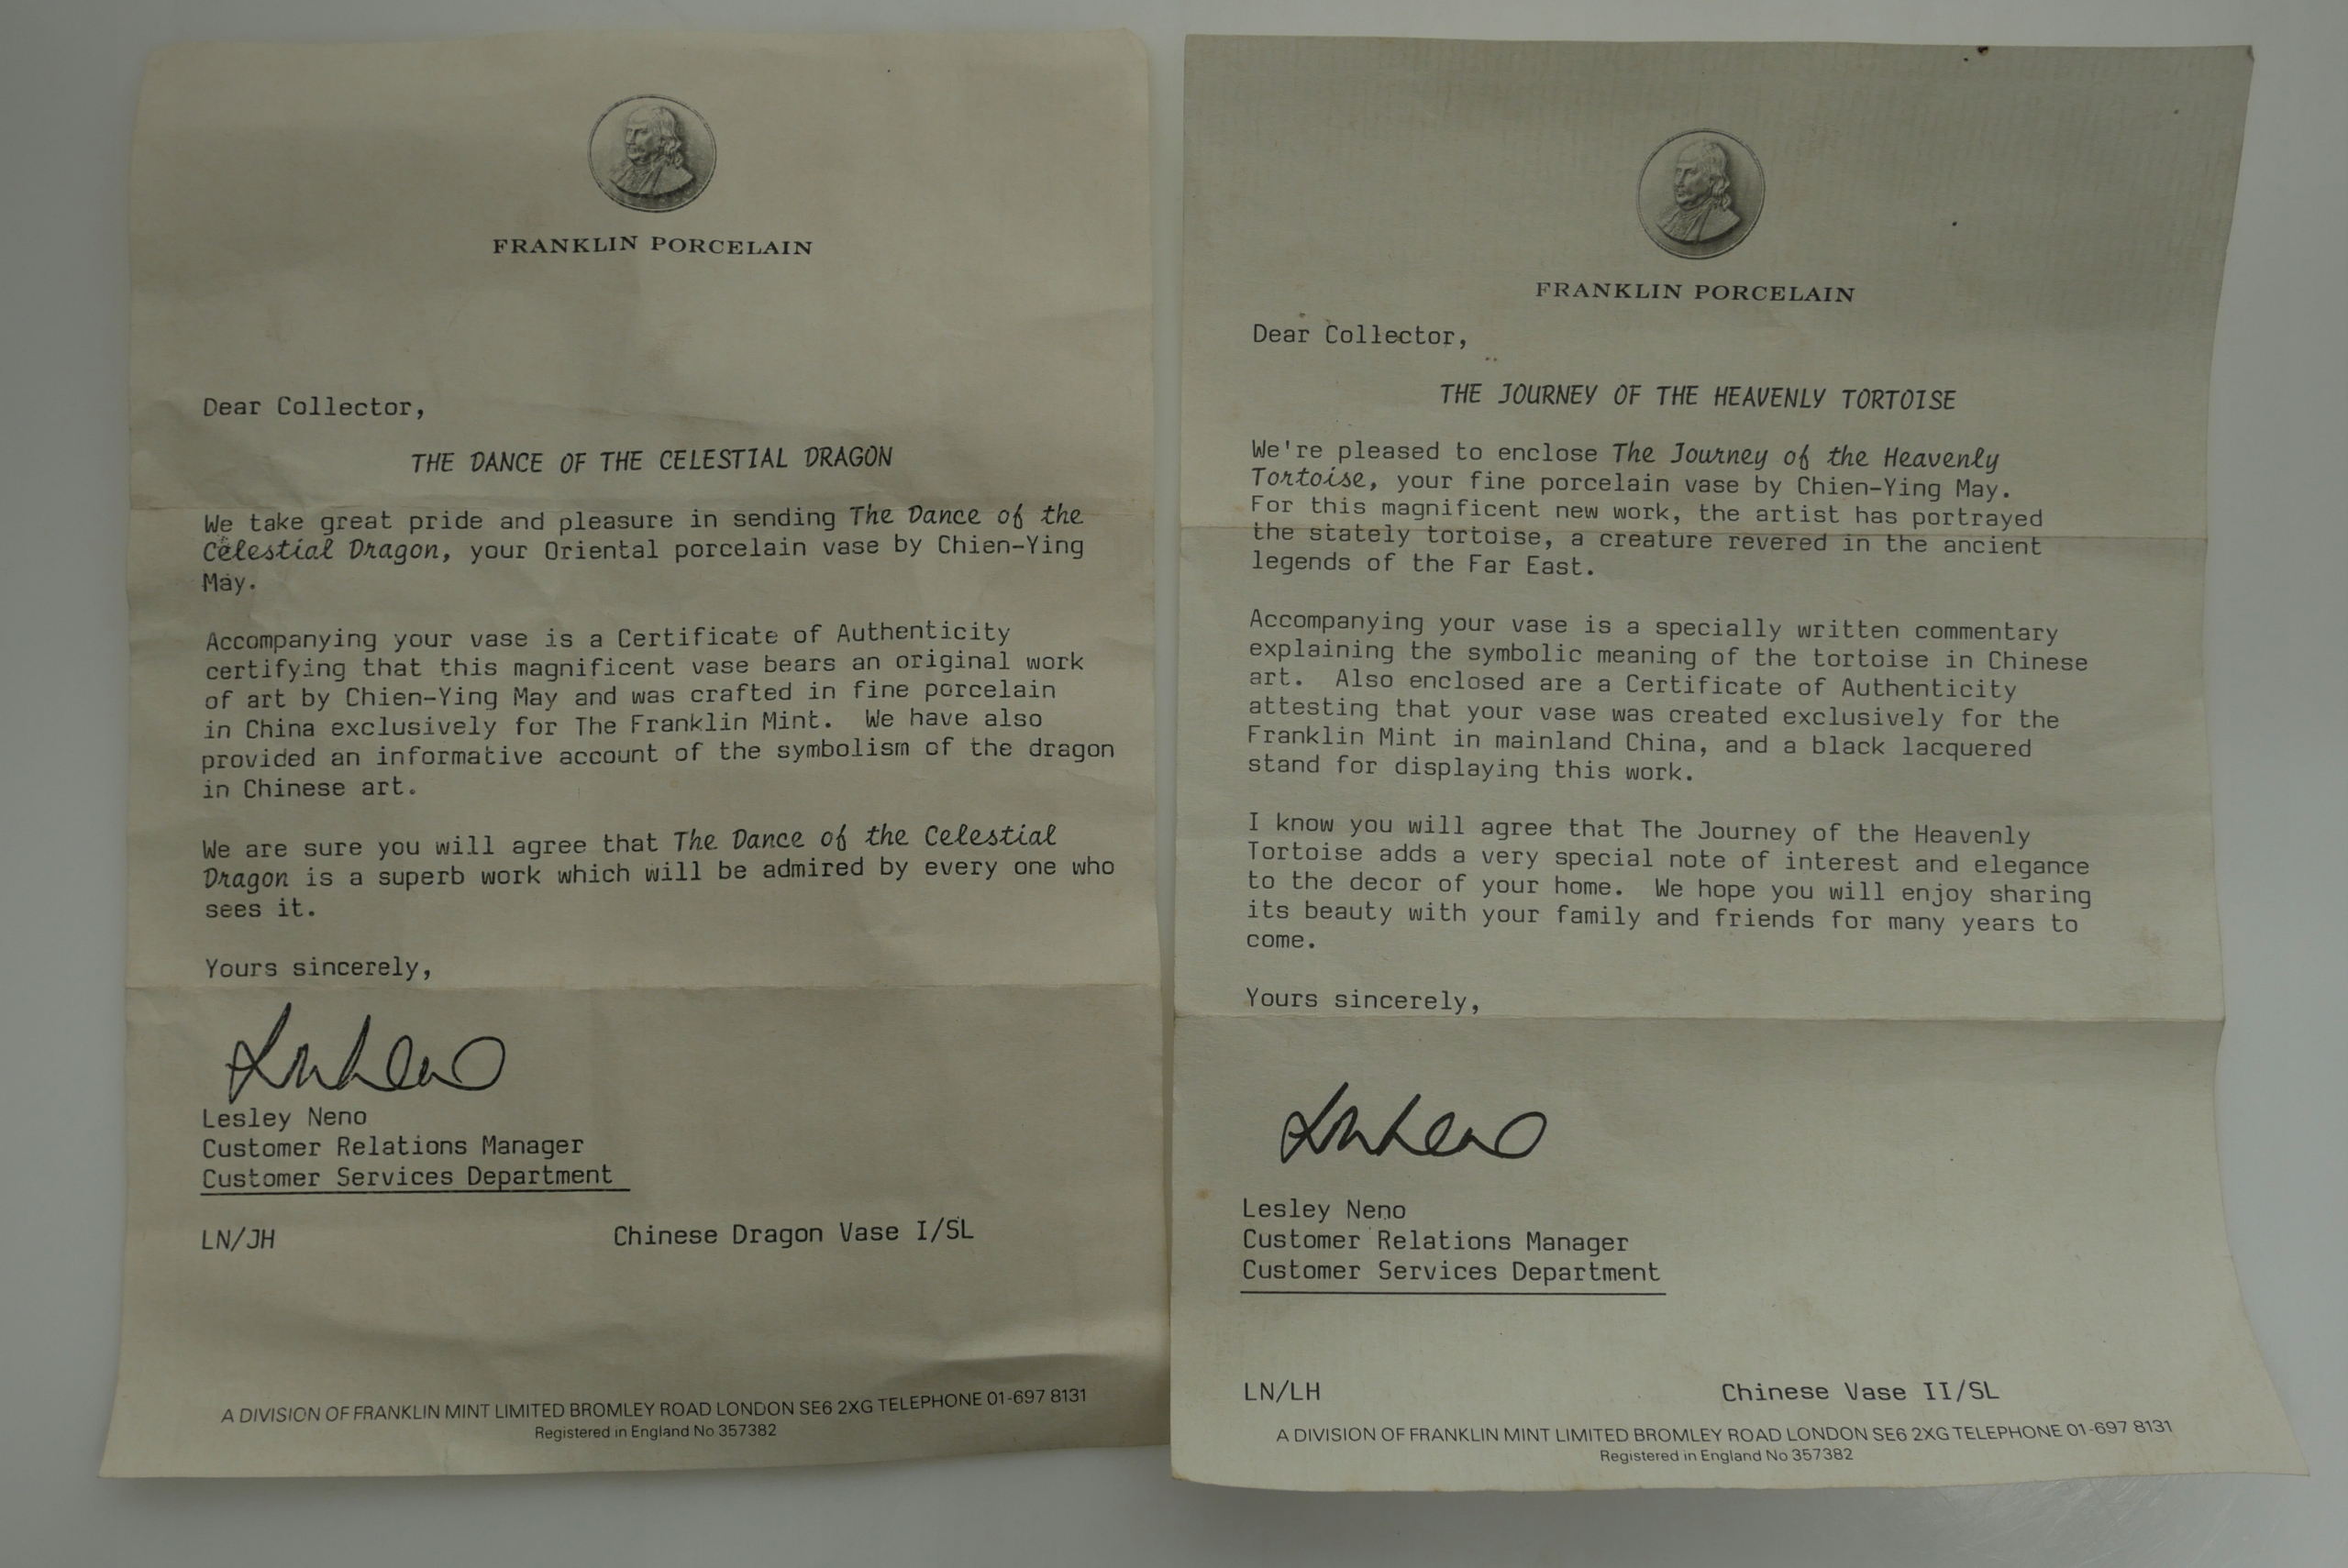 FRANKLIN PORCELAIN
Dear Collector,
THE DANCE OF THE CELESTIAL DRAGON
We take great pride and pleasure in sending The Dance of the
Celestial Dragon, your Oriental porcelain vase by Chien-Ying
May.
Accompanying your vase is a Certificate of Authenticity
certifying that this magnificent vase bears an original work
of art by Chien-Ying May and was crafted in fine porcelain
in China exclusively for The Franklin Mint. We have also
provided an informative account of the symbolism of the dragon
in Chinese art.
We are sure you will agree that The Dance of the Celestial
Dragon is a superb work which will be admired by every one who
sees it.
Yours sincerely,
Lesley Neno
Customer Relations Manager
Customer Services Department
LN/JH Chinese Dragon Vase I/SL
A DIVISION OF FRANKLIN MINT LIMITED BROMLEY ROAD LONDON SE6 2XG TELEPHONE 01-697 8131
Registered in England No 357382
FRANKLIN PORCELAIN
Dear Collector,
THE JOURNEY OF THE HEAVENLY TORTOISE
We're pleased to enclose The Journey of the Heavenly
Tortoise, your fine porcelain vase by Chien-Ying May.
For this magnificent new work, the artist has portrayed
the stately tortoise, a creature revered in the ancient
legends of the Far East.
Accompanying your vase is a specially written commentary
explaining the symbolic meaning of the tortoise in Chinese
art. Also enclosed are a Certificate of Authenticity
attesting that your vase was created exclusively for the
Franklin Mint in mainland China, and a black lacquered
stand for displaying this work.
I know you will agree that The Journey of the Heavenly
Tortoise adds a very special note of interest and elegance
to the decor of your home. We hope you will enjoy sharing
its beauty with your family and friends for many years to
come.
Yours sincerely,
Lesley Neno
Customer Relations Manager
Customer Services Department
LN/LH Chinese Vase II/SL
A DIVISION OF FRANKLIN MINT LIMITED BROMLEY ROAD LONDON SE6 2XG TELEPHONE 01-697 8131
Registered in England No 357382